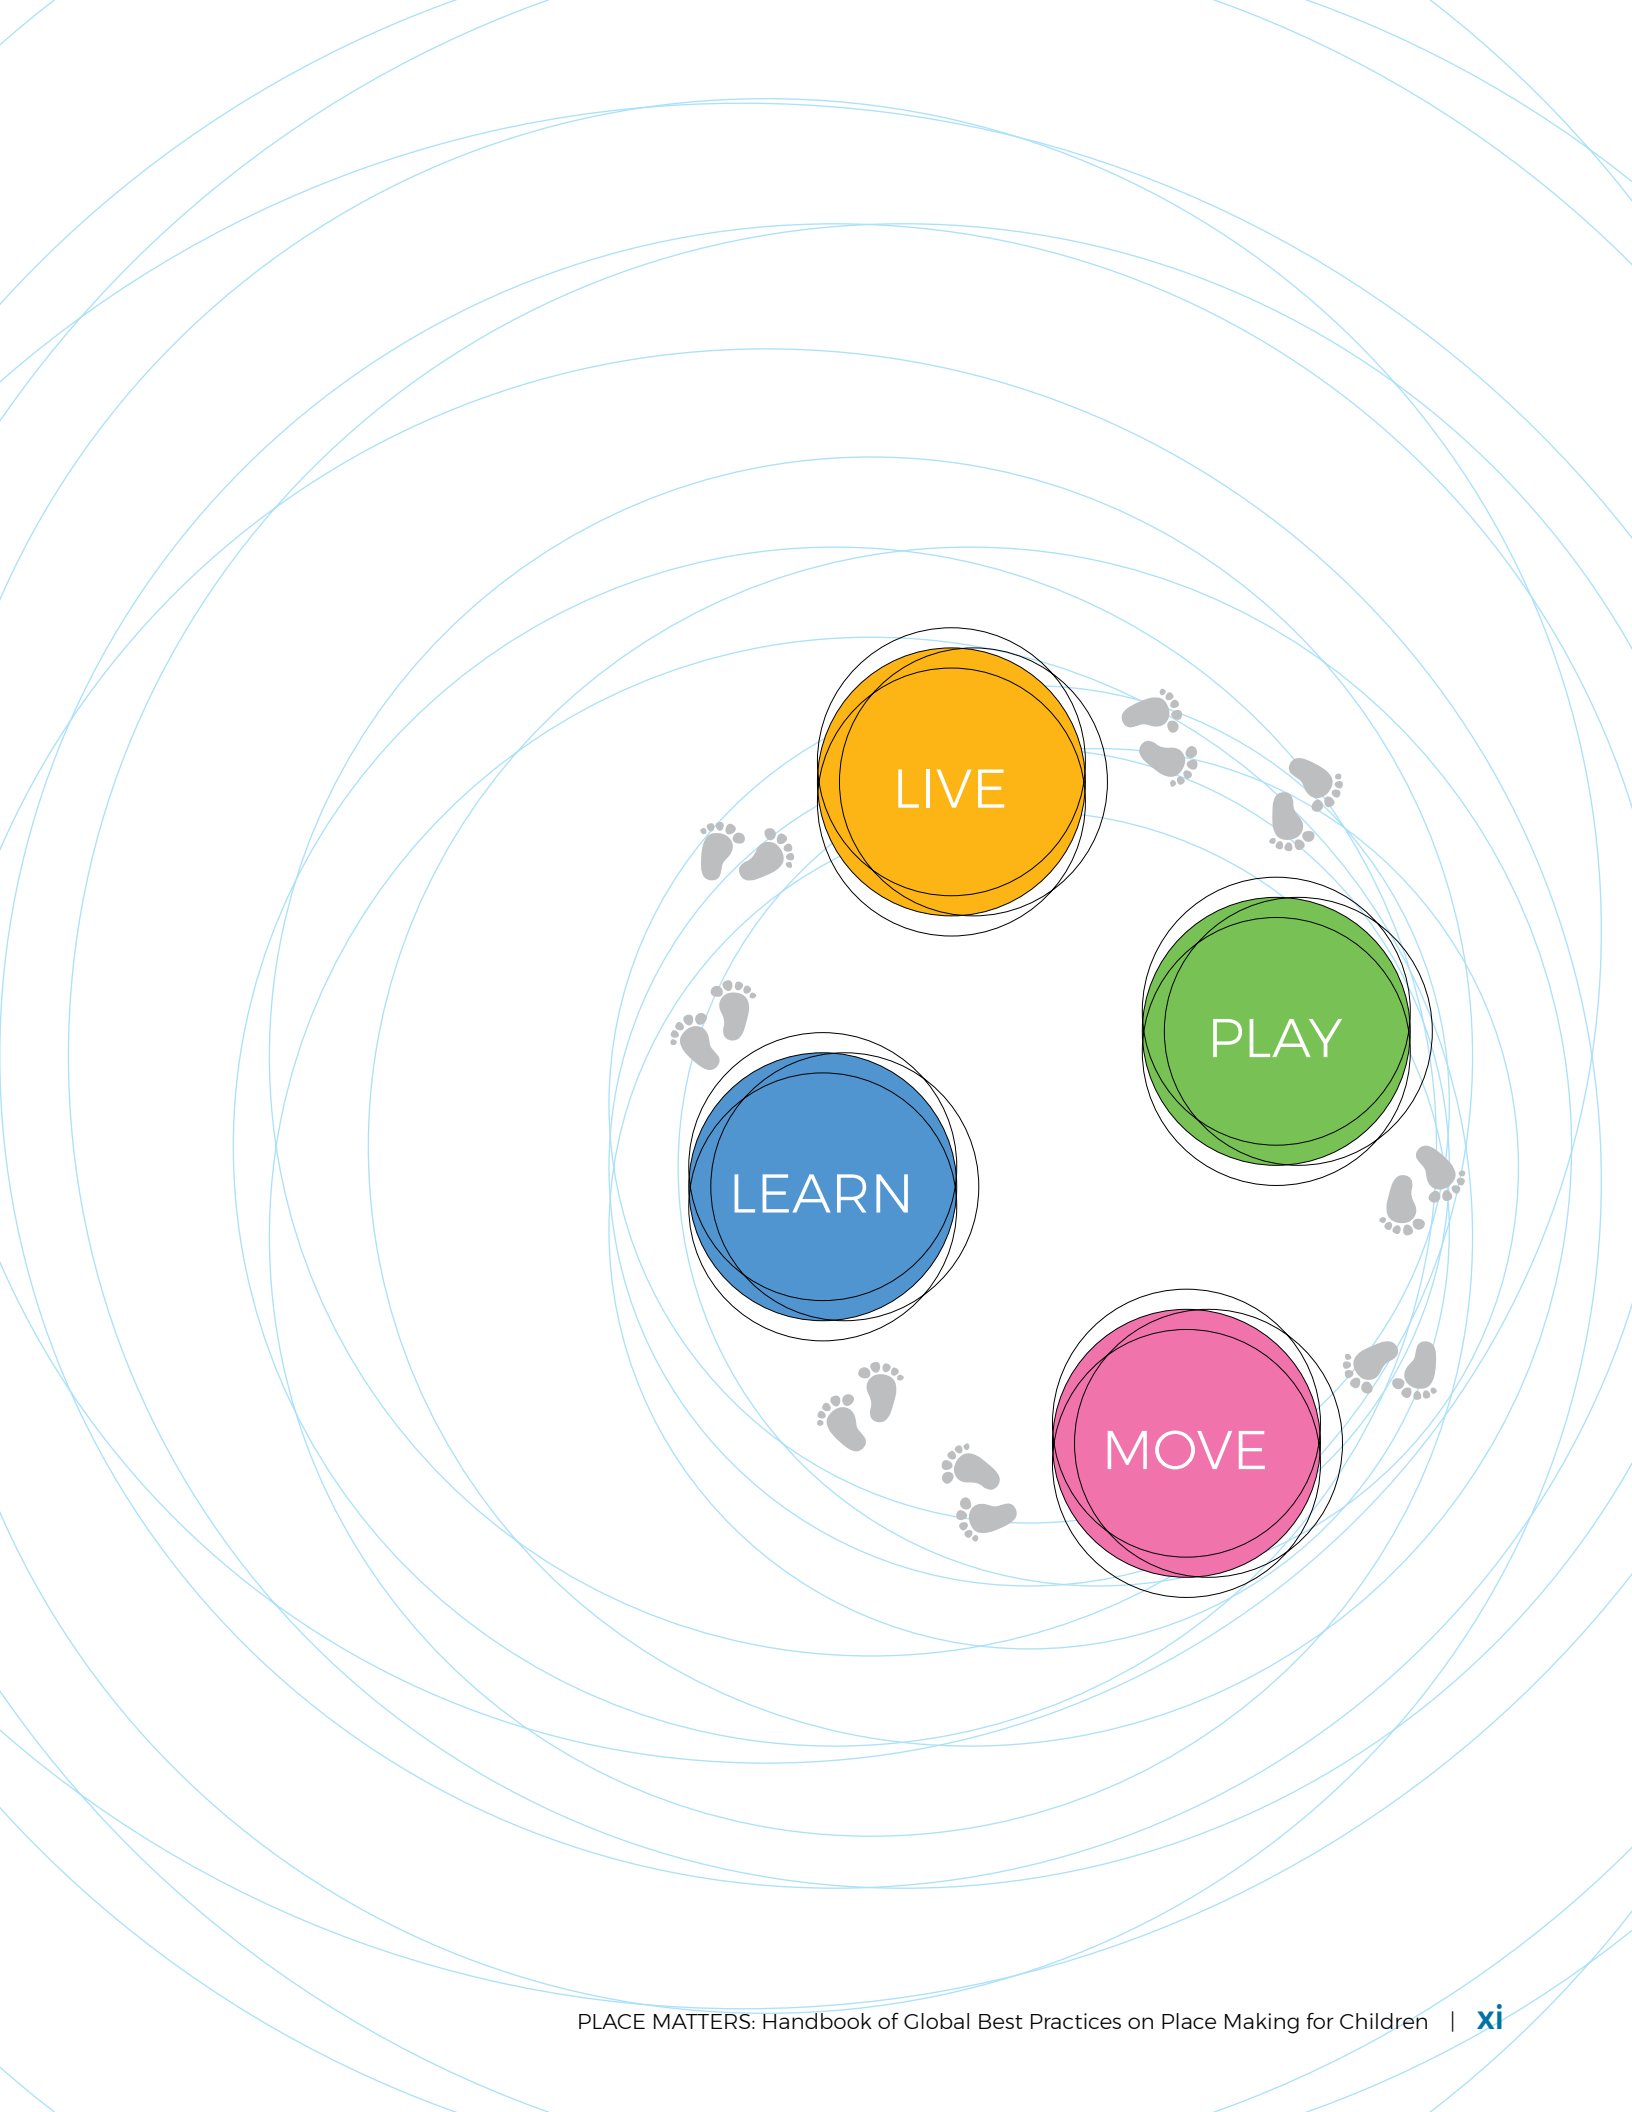 LIVE
PLAY
LEARN
MOVE
PLACE MATTERS: Handbook of Global Best Practices on Place Making for Children | xi